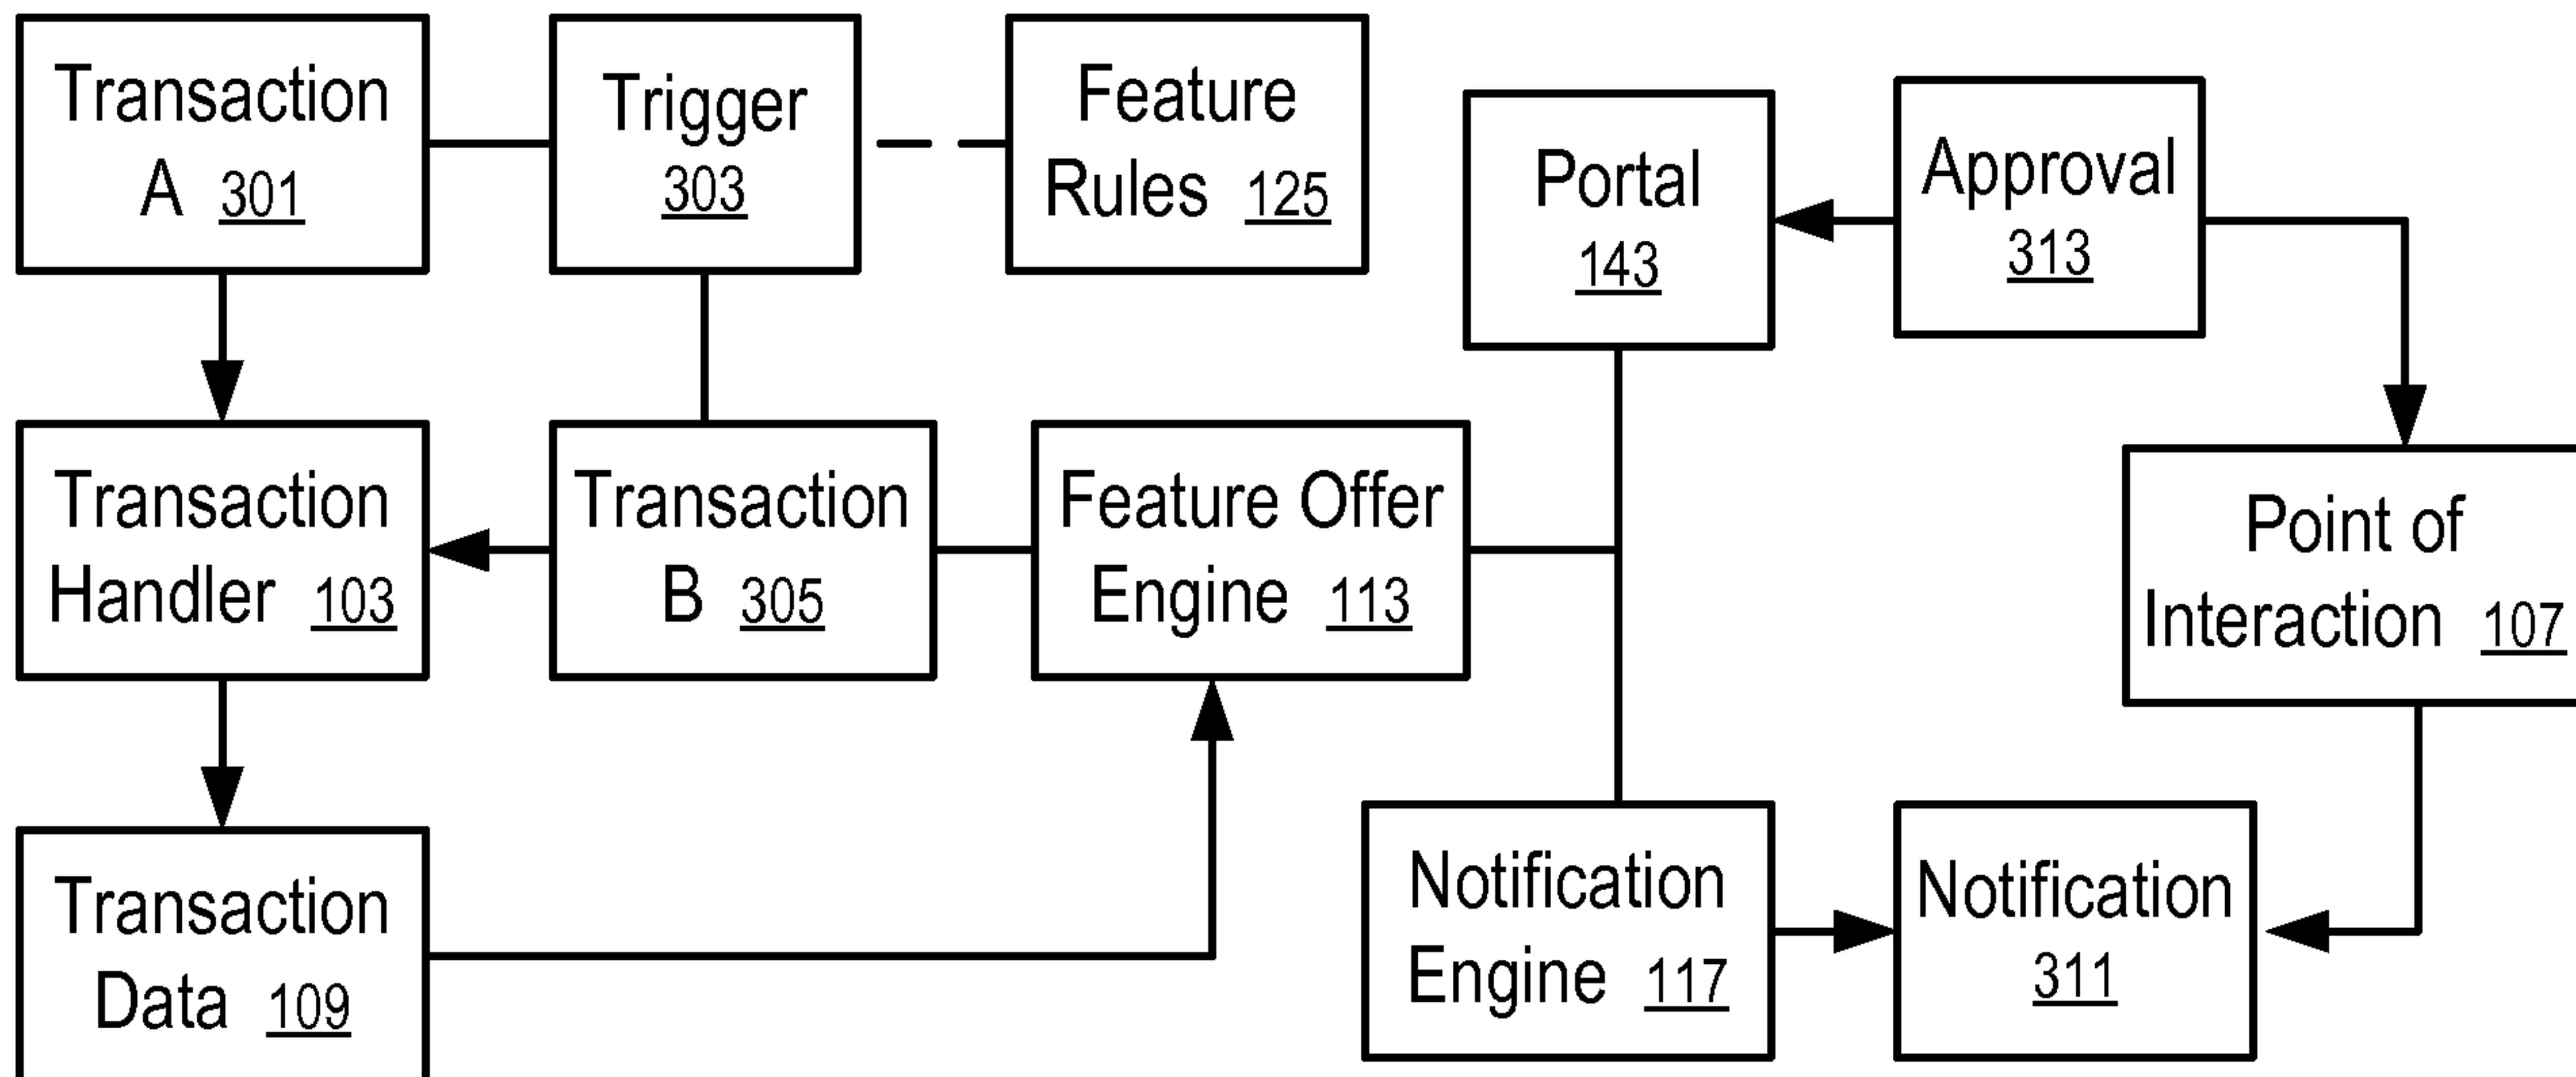 Transaction
A 301
Trigger
303
Feature
Rules 125
Portal
143
Approval
313
Transaction
Handler 103
Transaction
B 305
Feature Offer
Engine 113
Point of
Interaction 107
Transaction
Data 109
Notification
Engine 117
Notification
311